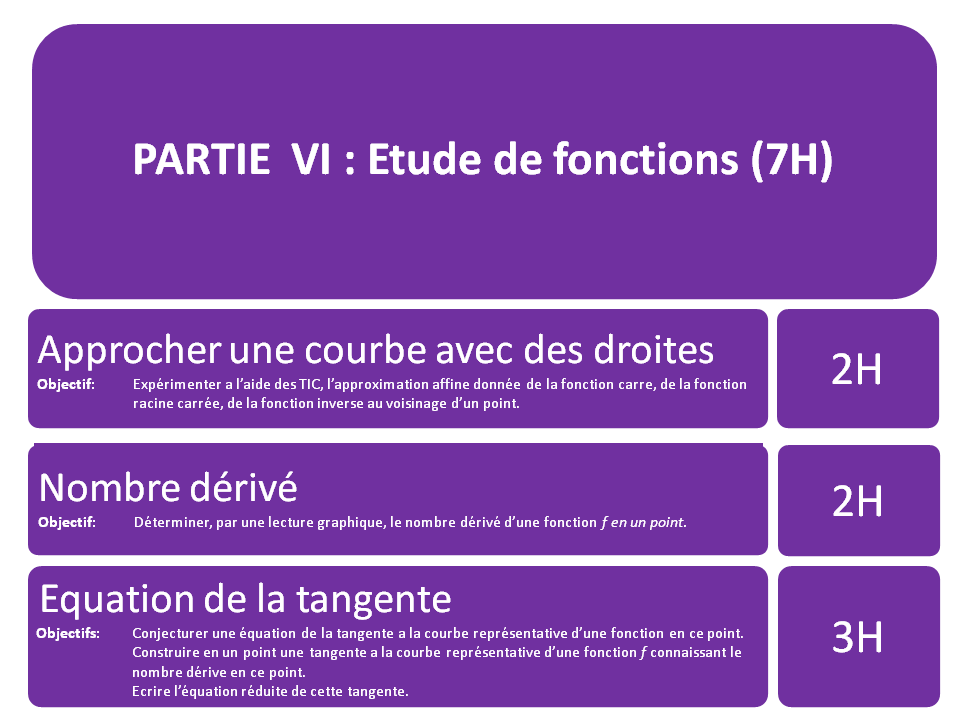 PARTIE VI : Etude de fonctions (7H)
Approcher une courbe avec des droites
Objectif: Expérimenter a l’aide des TIC, l’approximation affine donnée de la fonction carre, de la fonction
racine carrée, de la fonction inverse au voisinage d’un point.
2H
Nombre dérivé
Objectif: Déterminer, par une lecture graphique, le nombre dérivé d’une fonction f en un point.
2H
Equation de la tangente
Objectifs: Conjecturer une équation de la tangente a la courbe représentative d’une fonction en ce point.
Construire en un point une tangente a la courbe représentative d’une fonction f connaissant le
nombre dérive en ce point.
Ecrire l’équation réduite de cette tangente.
3H